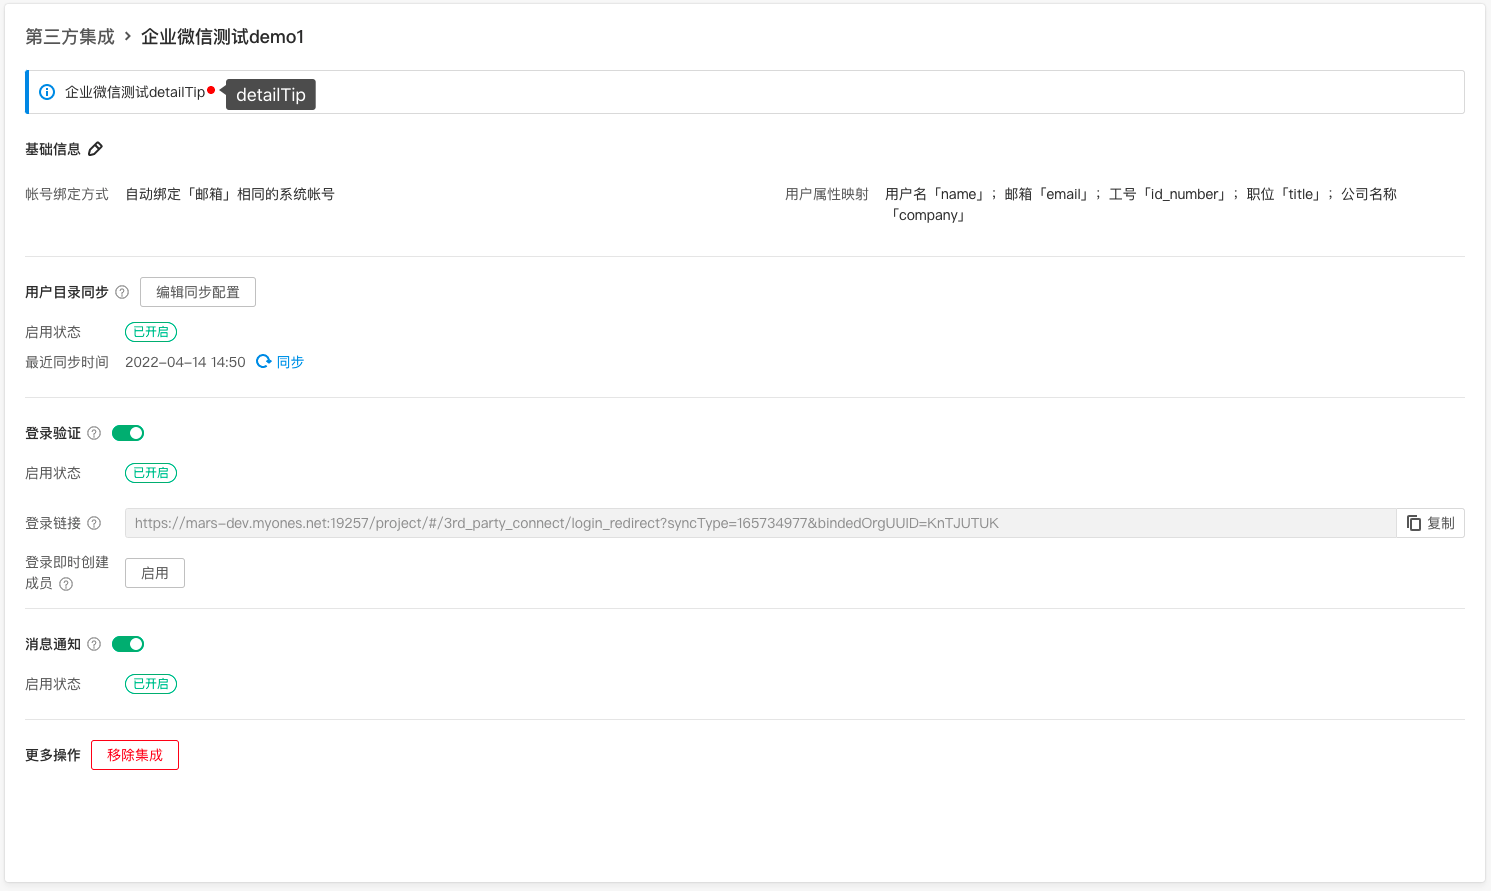 第三方集成 > 企业微信测试demo1
企业微信测试detailTip
detailTip
基础信息
帐号绑定方式 自动绑定「邮箱」相同的系统帐号
用户属性映射 用户名「name」; 邮箱「email」; 工号「id_number」; 职位「title」; 公司名称
「company」
用户目录同步 编辑同步配置
启用状态 已开启
最近同步时间 2022-04-14 14:50 同步
登录验证
启用状态 已开启
登录链接 https://mars-dev.myones.net:19257/project/#/3rd_party_connect/login_redirect?syncType=165734977&bindedOrgUUID=KnTJUTUK 复制
登录即时创建
成员 启用
消息通知
启用状态 已开启
更多操作 移除集成